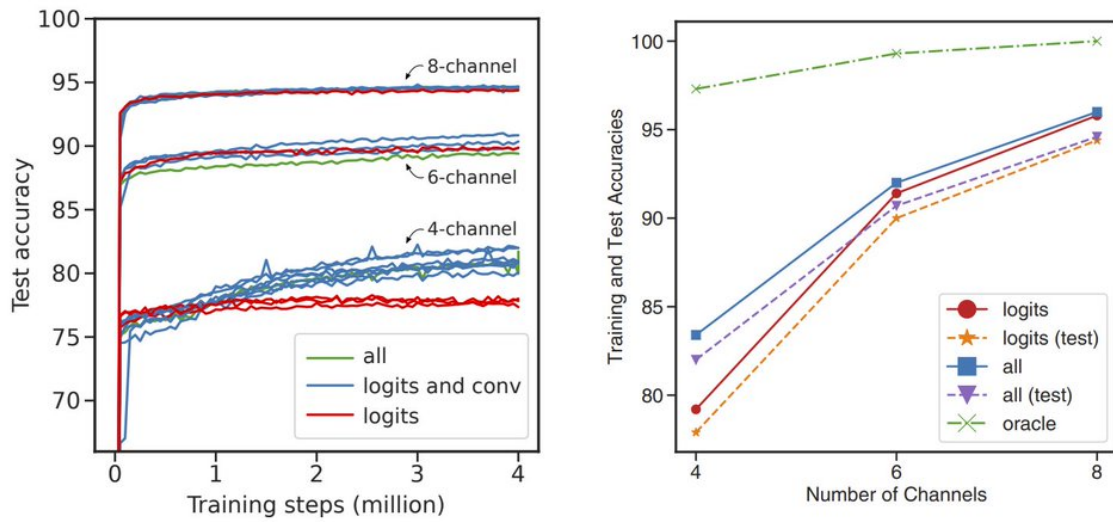 100
95
90
85
80
75
70
Test accuracy
8-channel
6-channel
4-channel
all
logits and conv
logits
0 1 2 3 4
Training steps (million)
100
95
90
85
80
Training and Test Accuracies
logits
logits (test)
all
all (test)
oracle
4 6 8
Number of Channels